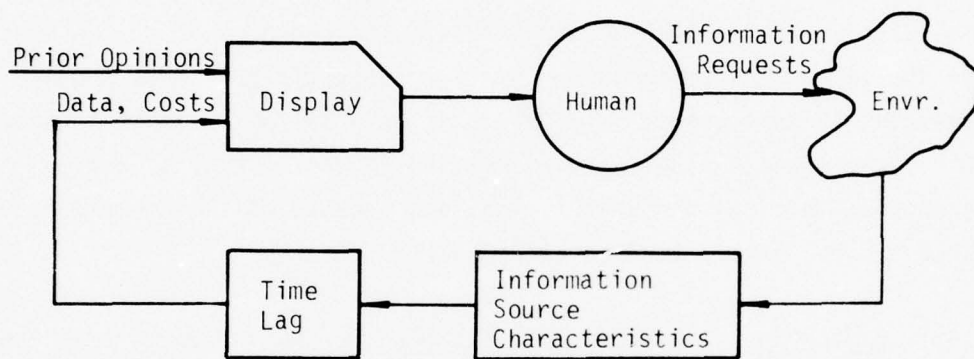 Prior Opinions
Data, Costs
Display
Human
Information
Requests
Envr.
Time
Lag
Information
Source
Characteristics